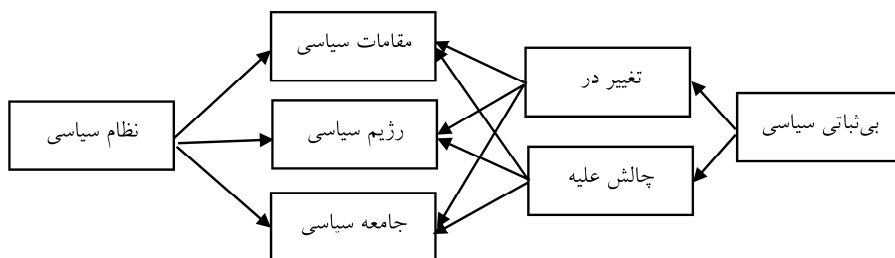 بی‌ثباتی سیاسی
تغییر در
چالش علیه
مقامات سیاسی
رژیم سیاسی
جامعه سیاسی
نظام سیاسی